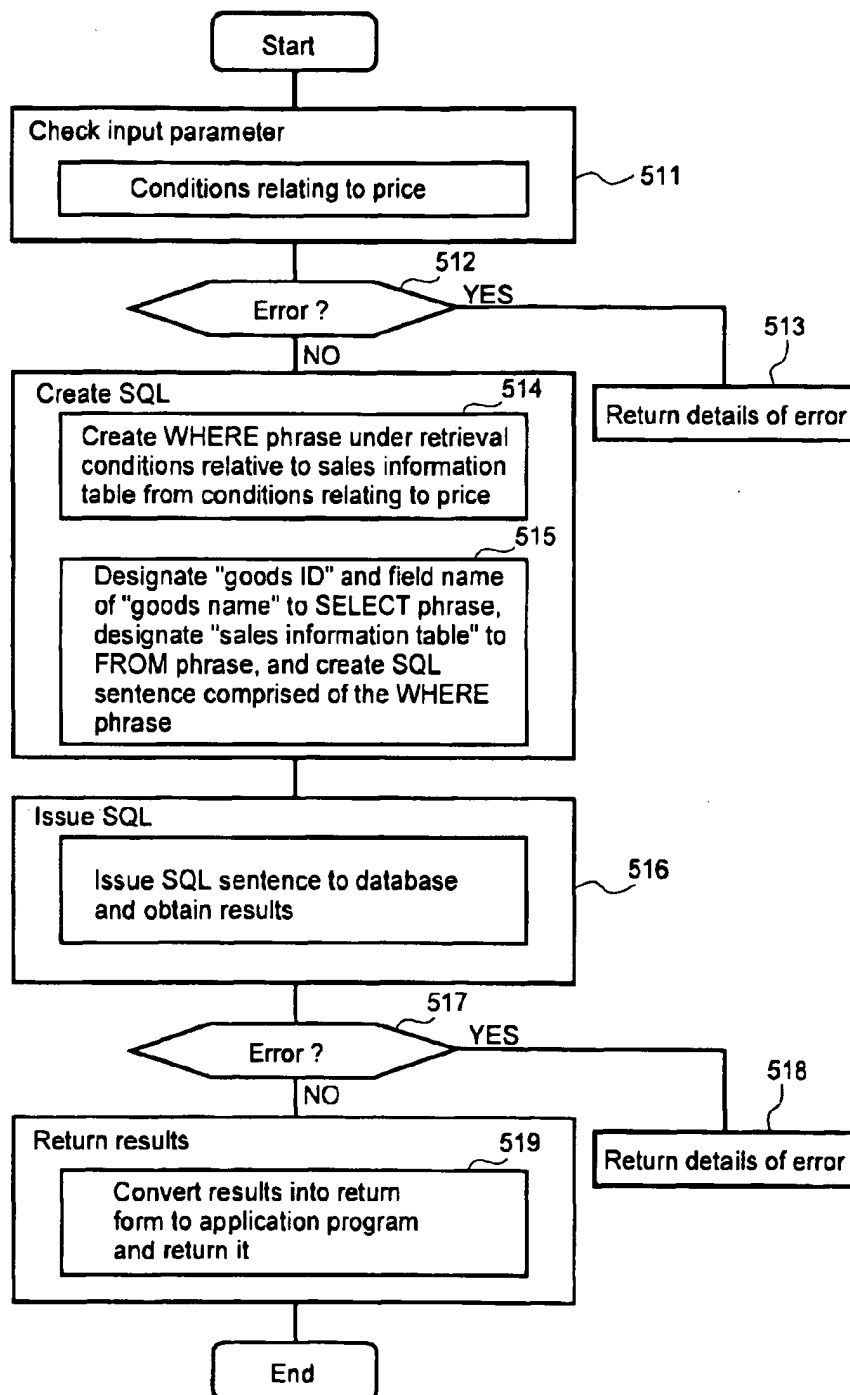 Start
Check input parameter
Conditions relating to price
511
512
Error ?
YES
NO
513
Return details of error
Create SQL
514
Create WHERE phrase under retrieval
conditions relative to sales information
table from conditions relating to price
515
Designate "goods ID" and field name
of "goods name" to SELECT phrase,
designate "sales information table" to
FROM phrase, and create SQL
sentence comprised of the WHERE
phrase
Issue SQL
Issue SQL sentence to database
and obtain results
516
517
Error ?
YES
NO
518
Return details of error
Return results
519
Convert results into return
form to application program
and return it
End